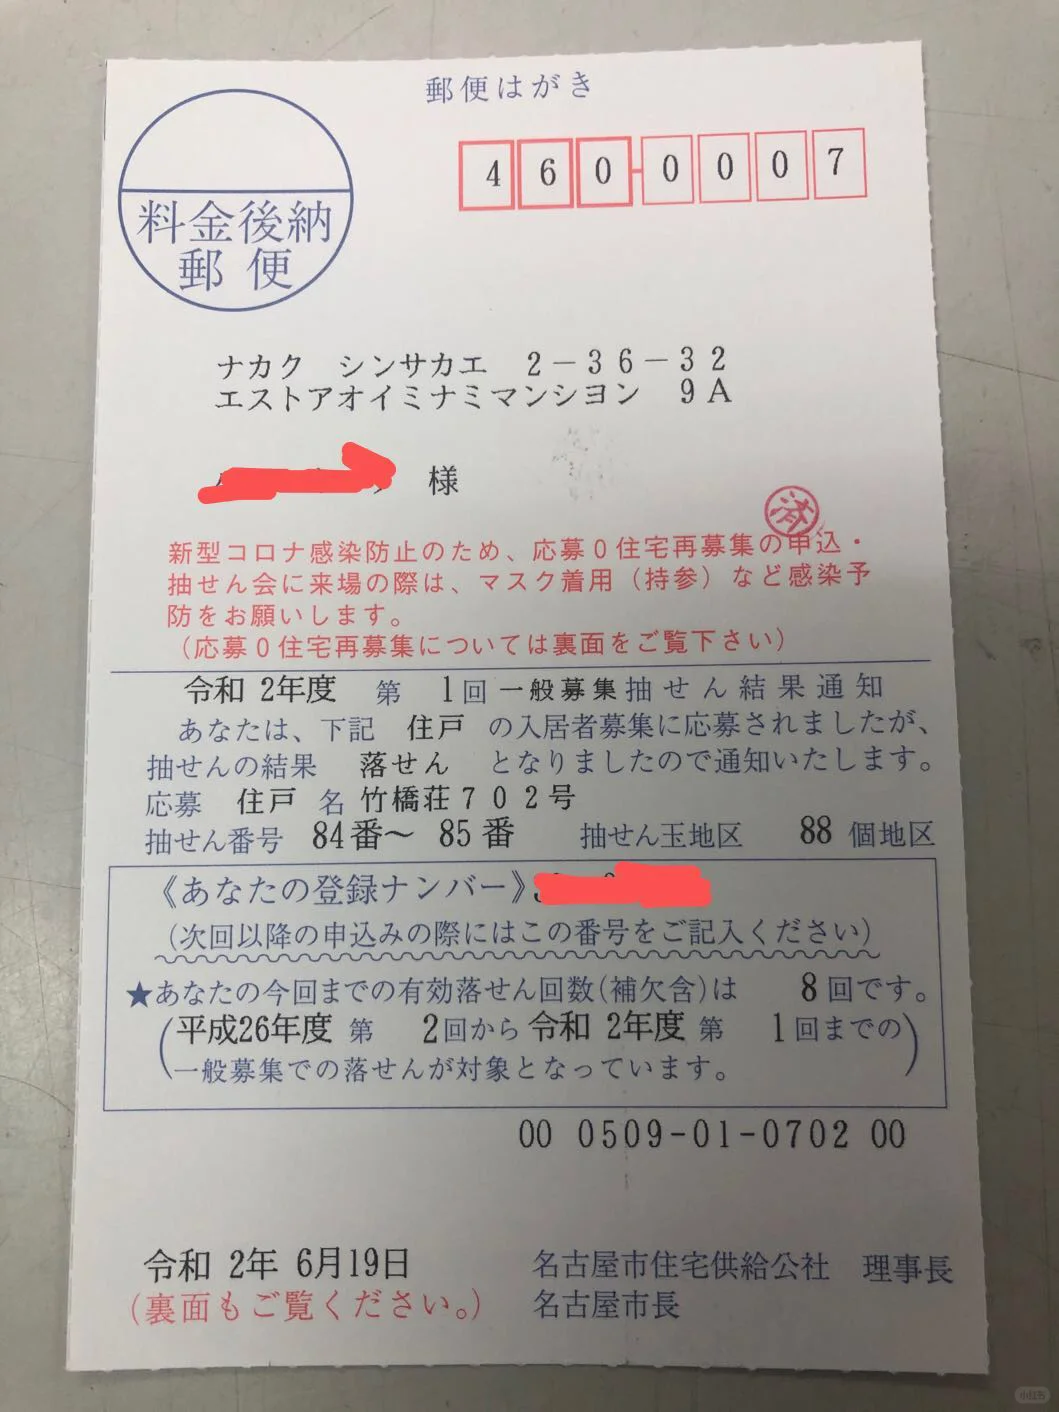 郵便はがき
料金後納
郵便
460-0007
ナカク シンサカエ 2-36-32
エストアオイミナミマンシヨン 9A
様
済
新型コロナ感染防止のため、応募0住宅再募集の申込・
抽せん会に来場の際は、マスク着用（持参）など感染予
防をお願いします。
（応募0住宅再募集については裏面をご覧下さい）
令和 2年度 第 1回 一般募集抽せん結果通知
あなたは、下記 住戸 の入居者募集に応募されましたが、
抽せんの結果 落せん となりましたので通知いたします。
応募 住戸 名 竹橋荘702号
抽せん番号 84番～ 85番 抽せん玉地区 88 個地区
《あなたの登録ナンバー》
(次回以降の申込みの際にはこの番号をご記入ください)
★あなたの今回までの有効落せん回数(補欠含)は 8回です。
(平成26年度 第 2回から 令和 2年度 第 1回までの
一般募集での落せんが対象となっています。)
00 0509-01-0702 00
令和 2年 6月19日
(裏面もご覧ください。)
名古屋市住宅供給公社 理事長
名古屋市長
小红书